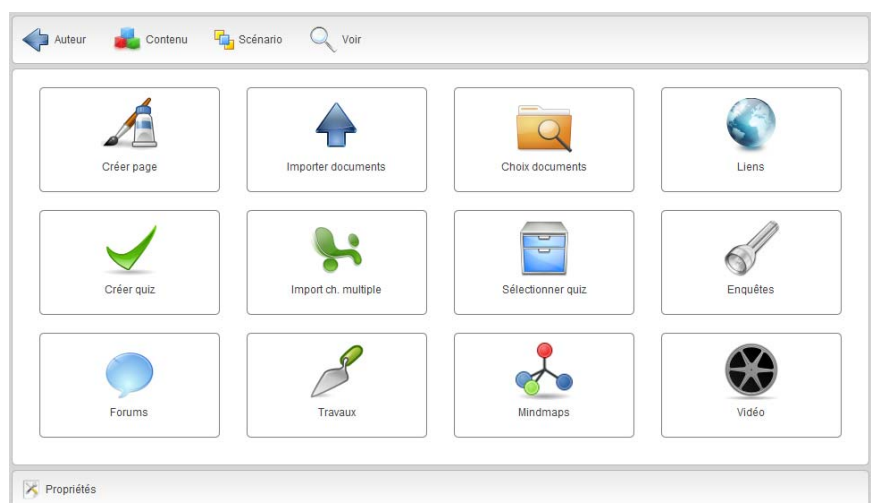 Auteur Contenu Scénario Voir
Créer page Importer documents Choix documents Liens
Créer quiz Import ch. multiple Sélectionner quiz Enquêtes
Forums Travaux Mindmaps Vidéo
Propriétés